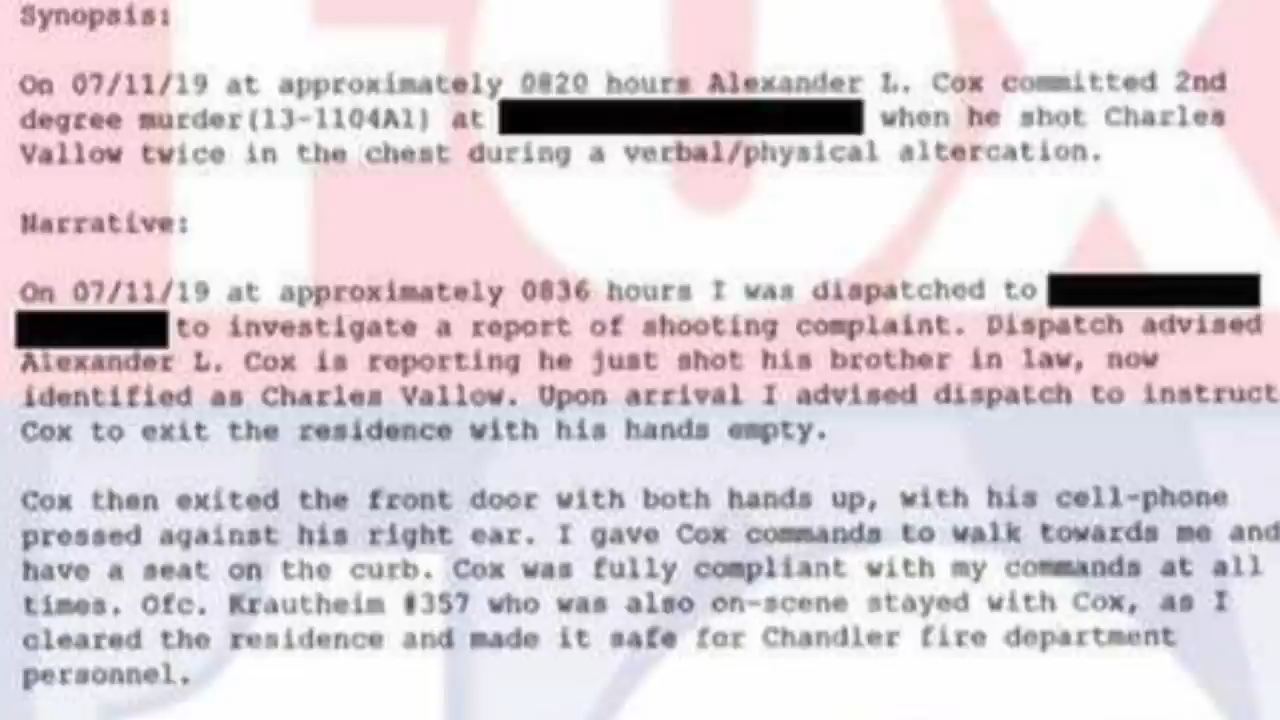 Synopsis:
On 07/11/19 at approximately 0820 hours Alexander L. Cox committed 2nd
degree murder(13-1104A1) at when he shot Charles
Vallow twice in the chest during a verbal/physical altercation.
Narrative:
On 07/11/19 at approximately 0836 hours I was dispatched to
to investigate a report of shooting complaint. Dispatch advised
Alexander L. Cox is reporting he just shot his brother in law, now
identified as Charles Vallow. Upon arrival I advised dispatch to instruct
Cox to exit the residence with his hands empty.
Cox then exited the front door with both hands up, with his cell-phone
pressed against his right ear. I gave Cox commands to walk towards me and
have a seat on the curb. Cox was fully compliant with my commands at all
times. Ofc. Krautheim #357 who was also on-scene stayed with Cox, as I
cleared the residence and made it safe for Chandler fire department
personnel.